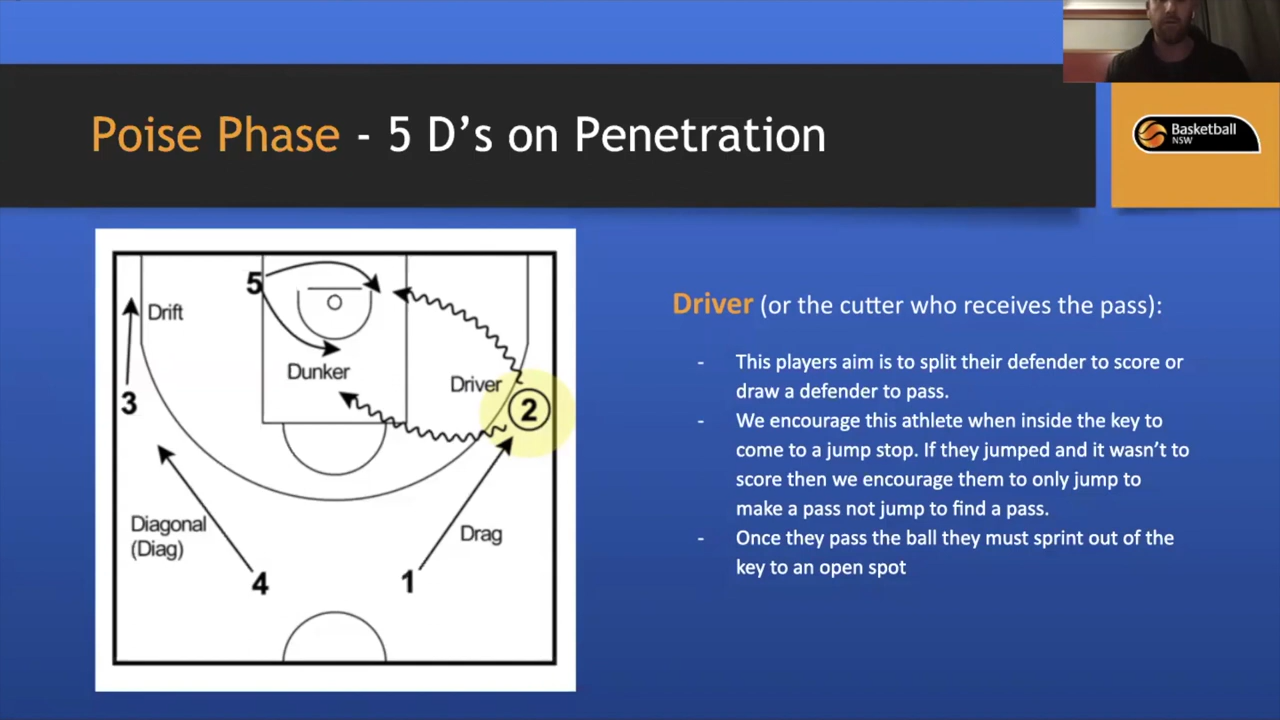 Poise Phase - 5 D's on Penetration
Basketball
NSW
5
Drift
Dunker
Driver
3
2
Diagonal
(Diag)
Drag
4
1
Driver (or the cutter who receives the pass):
- This players aim is to split their defender to score or
draw a defender to pass.
- We encourage this athlete when inside the key to
come to a jump stop. If they jumped and it wasn't to
score then we encourage them to only jump to
make a pass not jump to find a pass.
- Once they pass the ball they must sprint out of the
key to an open spot